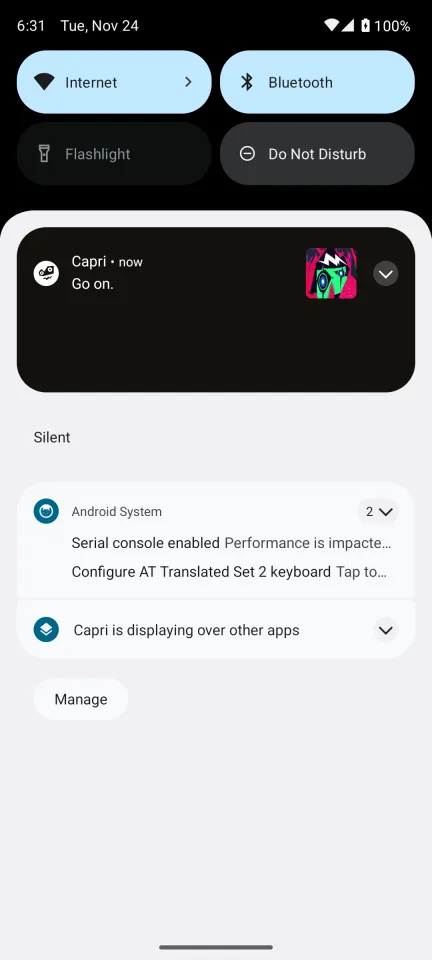 6:31 Tue, Nov 24 100%
Internet
Bluetooth
Flashlight
Do Not Disturb
Capri • now
Go on.
Silent
Android System 2
Serial console enabled Performance is impacte…
Configure AT Translated Set 2 keyboard Tap to…
Capri is displaying over other apps
Manage